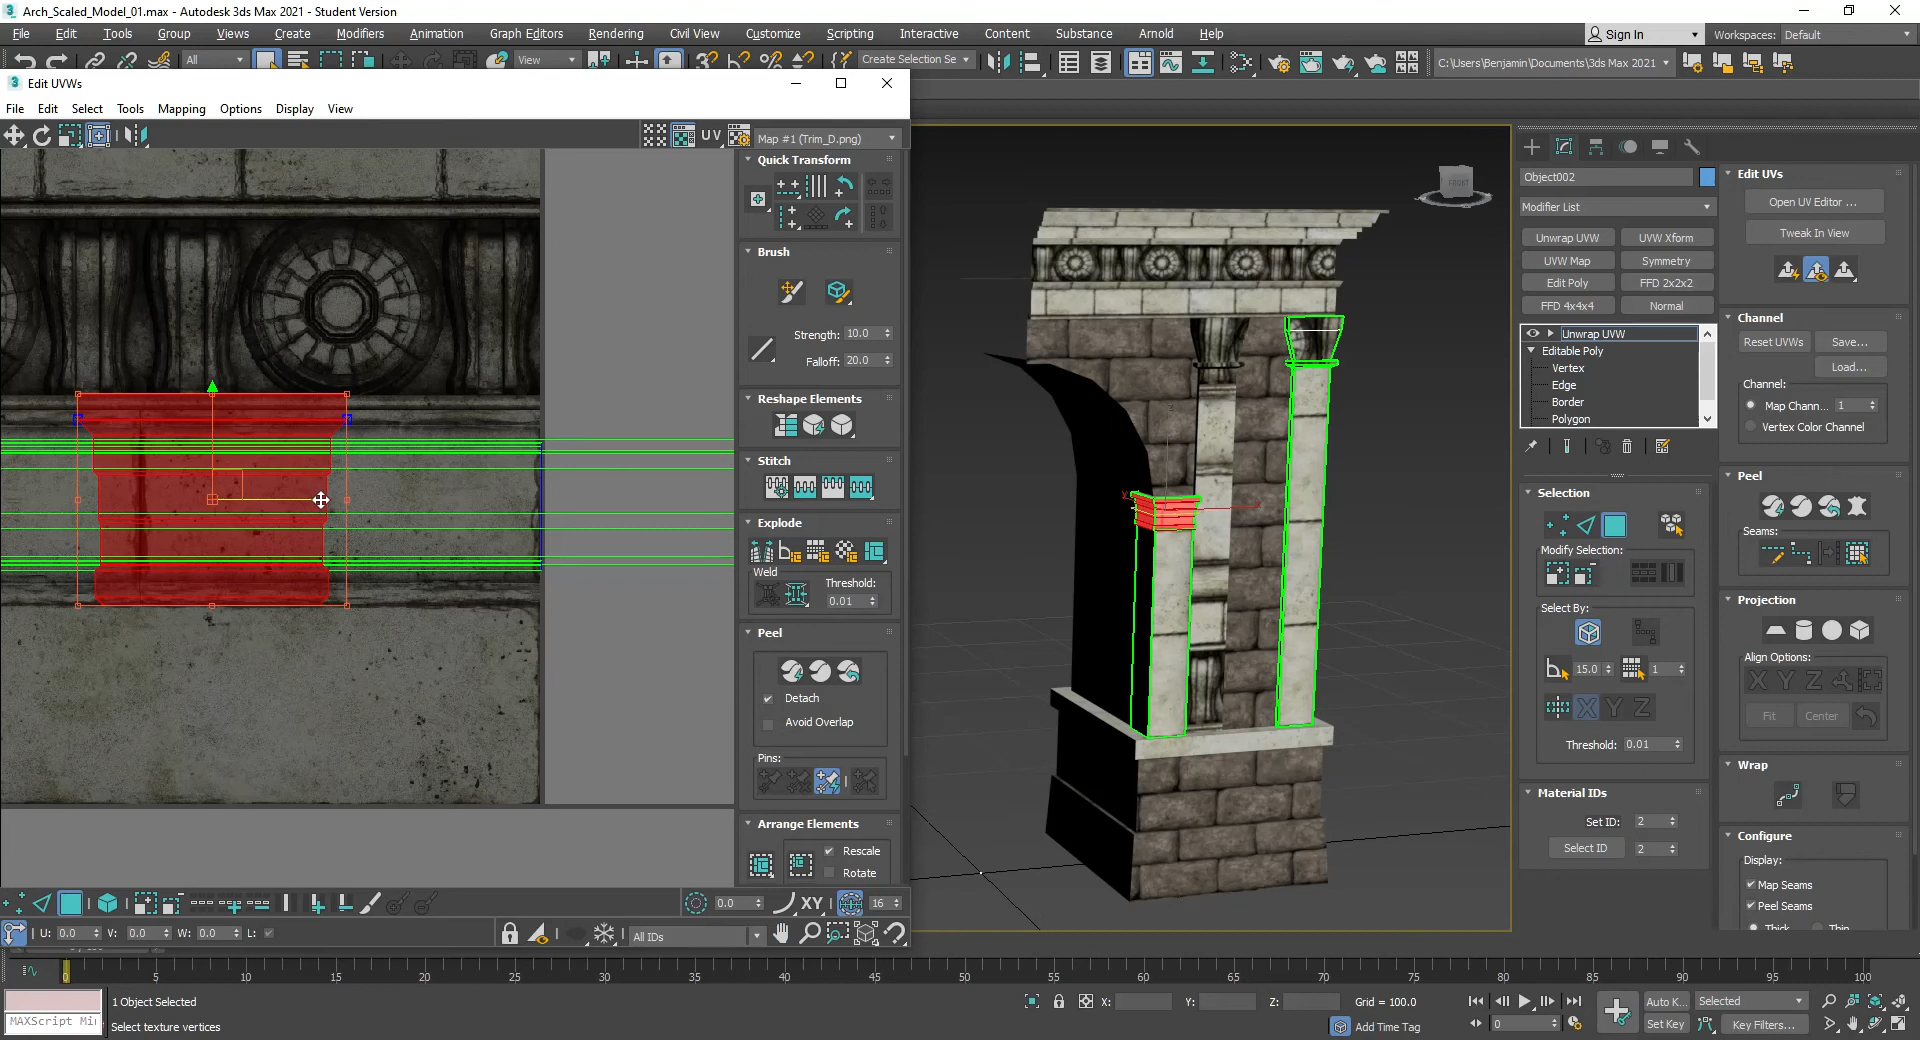 Arch_Scaled_Model_01.max - Autodesk 3ds Max 2021 - Student Version
File Edit Tools Group Views Create Modifiers Animation Graph Editors Rendering Civil View Customize Scripting Interactive Content Substance Arnold Help
Sign In Workspaces: Default
All View Create Selection Se C:\Users\Benjamin\Documents\3ds Max 2021
Edit UVWs
File Edit Select Tools Mapping Options Display View
UV Map #1 (Trim_D.png)
Quick Transform
Brush
Strength: 10.0
Falloff: 20.0
Reshape Elements
Stitch
Explode
Weld Threshold:
0.01
Peel
Detach
Avoid Overlap
Pins:
Arrange Elements
Rescale
Rotate
0.0 XY 16
U: 0.0 V: 0.0 W: 0.0 L: All IDs
FRONT
Object002
Modifier List
Unwrap UVW UVW Xform
UVW Map Symmetry
Edit Poly FFD 2x2x2
FFD 4x4x4 Normal
Unwrap UVW
Editable Poly
Vertex
Edge
Border
Polygon
Selection
Modify Selection:
Select By:
15.0 1
X Y Z
Threshold: 0.01
Material IDs
Set ID: 2
Select ID 2
Edit UVs
Open UV Editor ...
Tweak In View
Channel
Reset UVWs Save...
Load...
Channel:
Map Chann... 1
Vertex Color Channel
Peel
Seams:
Projection
Align Options:
X Y Z
Fit Center
Wrap
Configure
Display:
Map Seams
Peel Seams
Thick Thin
0 5 10 15 20 25 30 35 40 45 50 55 60 65 70 75 80 85 90 95 100
1 Object Selected
MAXScript Mi
Select texture vertices
X: Y: Z: Grid = 100.0
Add Time Tag
0
Auto K... Selected
Set Key Key Filters...